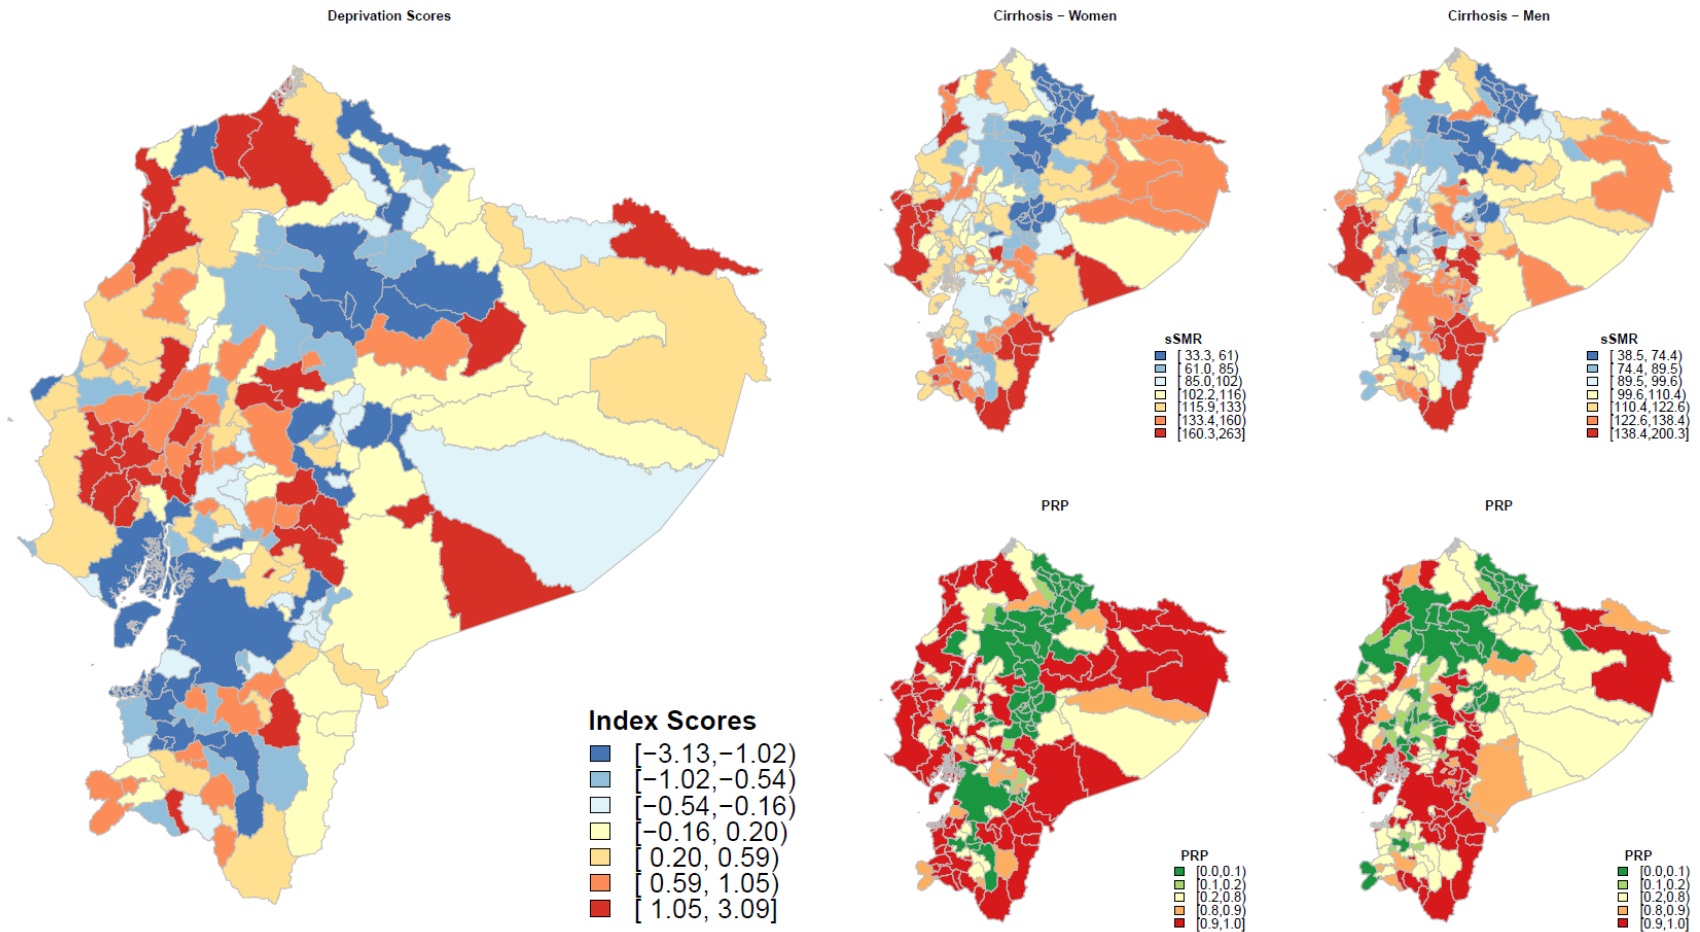 Deprivation Scores
Cirrhosis − Women
Cirrhosis − Men
Index Scores
[−3.13,−1.02)
[−1.02,−0.54)
[−0.54,−0.16)
[−0.16, 0.20)
[ 0.20, 0.59)
[ 0.59, 1.05)
[ 1.05, 3.09]
sSMR
[ 33.3, 61)
[ 61.0, 85)
[ 85.0,102)
[102.2,116)
[115.9,133)
[133.4,160)
[160.3,263]
sSMR
[ 38.5, 74.4)
[ 74.4, 89.5)
[ 89.5, 99.6)
[ 99.6,110.4)
[110.4,122.6)
[122.6,138.4)
[138.4,200.3]
PRP
PRP
PRP
[0.0,0.1)
[0.1,0.2)
[0.2,0.8)
[0.8,0.9)
[0.9,1.0]
PRP
[0.0,0.1)
[0.1,0.2)
[0.2,0.8)
[0.8,0.9)
[0.9,1.0]